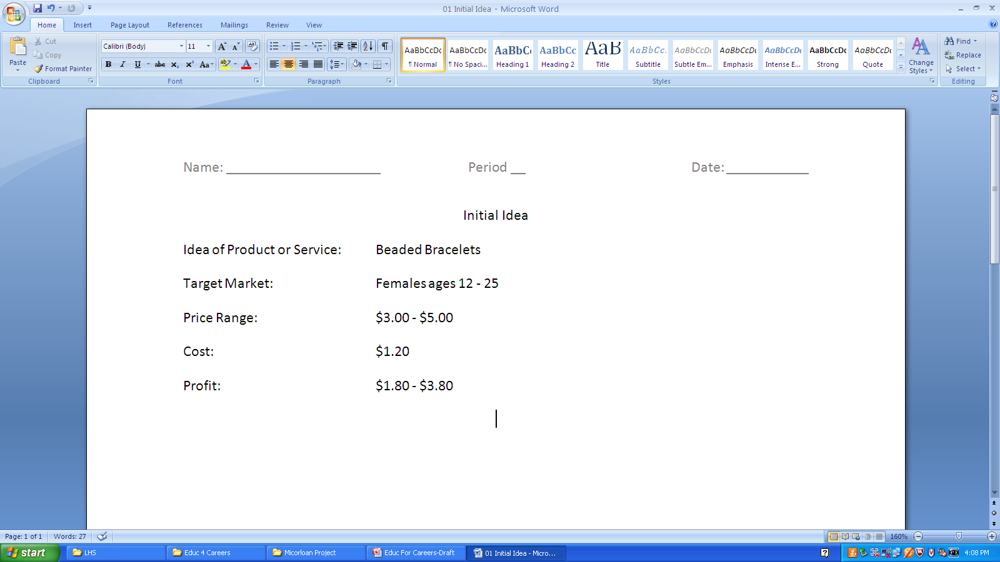 01 Initial Idea - Microsoft Word
Home Insert Page Layout References Mailings Review View
Paste
Cut
Copy
Format Painter
Clipboard
Calibri (Body) 11
B I U abe x₂ x² Aa
Font
Paragraph
AaBbCcDc AaBbCcDc AaBbC AaBbCc AaB AaBbCc. AaBbCcDc AaBbCcDc AaBbCcDc AaBbCcDc AaBbCcDc
¶ Normal ¶ No Spaci... Heading 1 Heading 2 Title Subtitle Subtle Em... Emphasis Intense E... Strong Quote
Change Styles
Styles
Find
Replace
Select
Editing
Name: ____________________ Period __ Date: ___________
Initial Idea
Idea of Product or Service: Beaded Bracelets
Target Market: Females ages 12 - 25
Price Range: $3.00 - $5.00
Cost: $1.20
Profit: $1.80 - $3.80
Page: 1 of 1 Words: 27 160%
start LHS Educ 4 Careers Micorloan Project Educ For Careers-Draft 01 Initial Idea - Micro... 4:08 PM